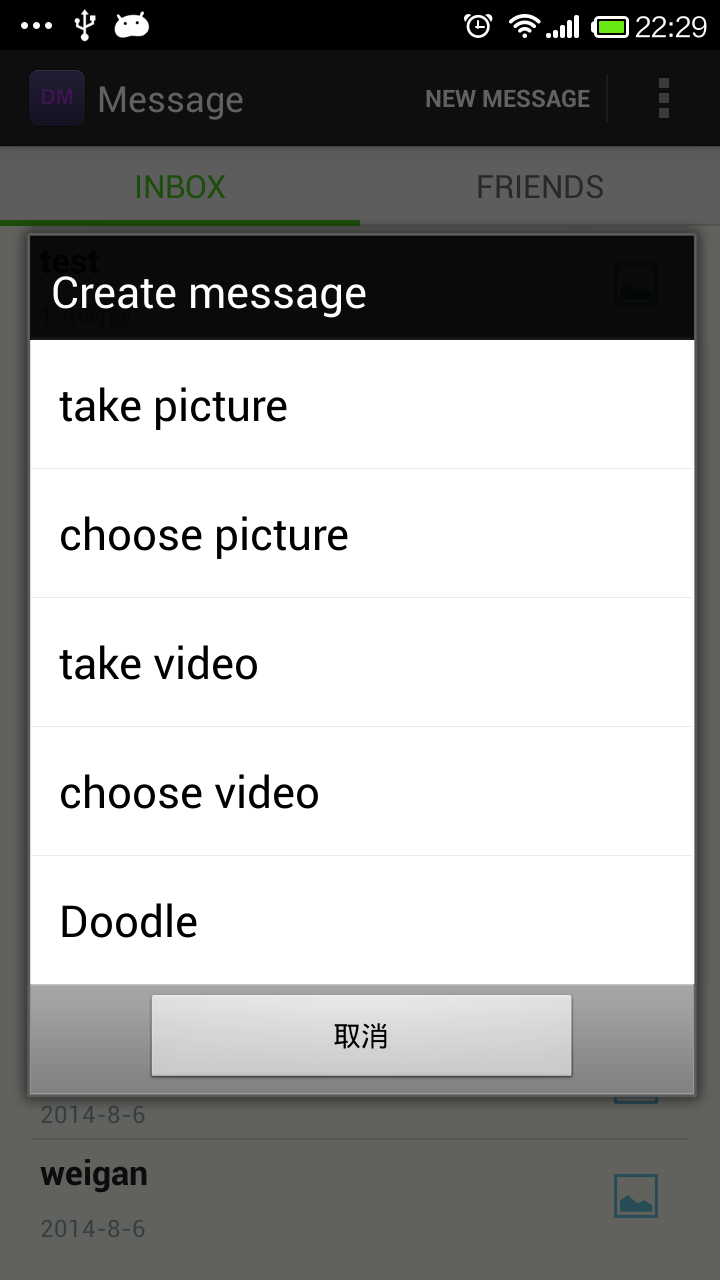 22:29
DM
Message
NEW MESSAGE
INBOX
FRIENDS
test
Create message
take picture
choose picture
take video
choose video
Doodle
取消
2014-8-6
weigan
2014-8-6